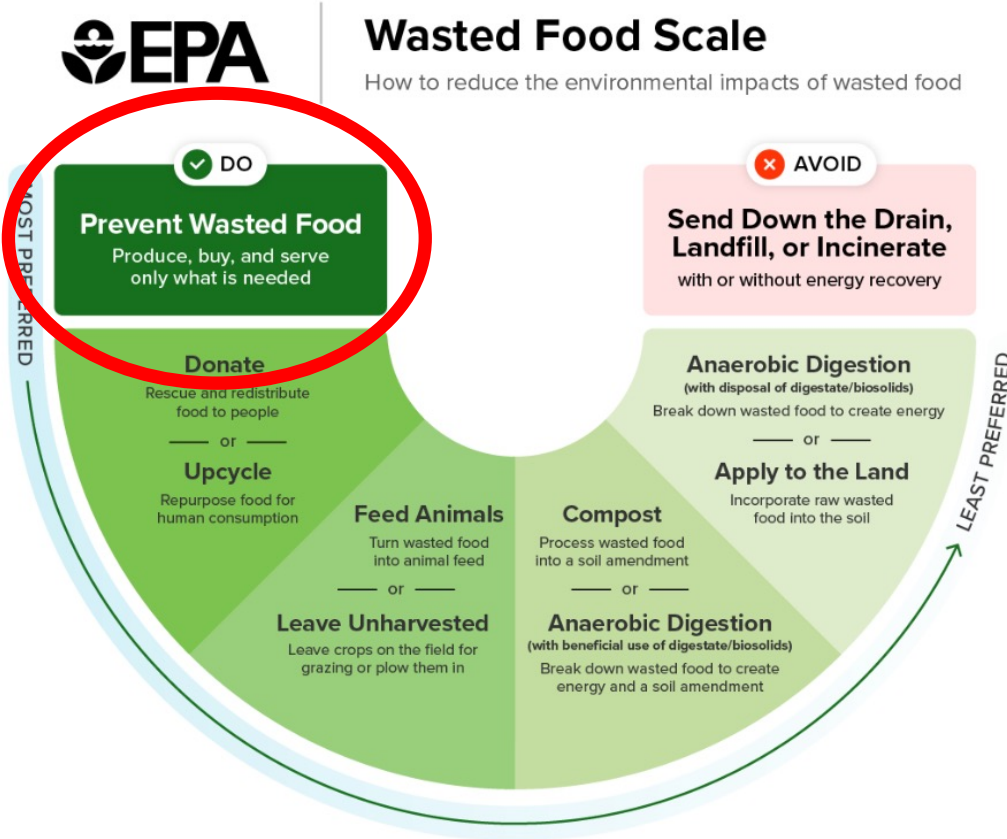 EPA
Wasted Food Scale
How to reduce the environmental impacts of wasted food
DO
Prevent Wasted Food
Produce, buy, and serve
only what is needed
AVOID
Send Down the Drain,
Landfill, or Incinerate
with or without energy recovery
MOST PREFERRED
Donate
Rescue and redistribute
food to people
or
Upcycle
Repurpose food for
human consumption
Feed Animals
Turn wasted food
into animal feed
or
Leave Unharvested
Leave crops on the field for
grazing or plow them in
Compost
Process wasted food
into a soil amendment
or
Anaerobic Digestion
(with beneficial use of digestate/biosolids)
Break down wasted food to create
energy and a soil amendment
Anaerobic Digestion
(with disposal of digestate/biosolids)
Break down wasted food to create energy
or
Apply to the Land
Incorporate raw wasted
food into the soil
LEAST PREFERRED